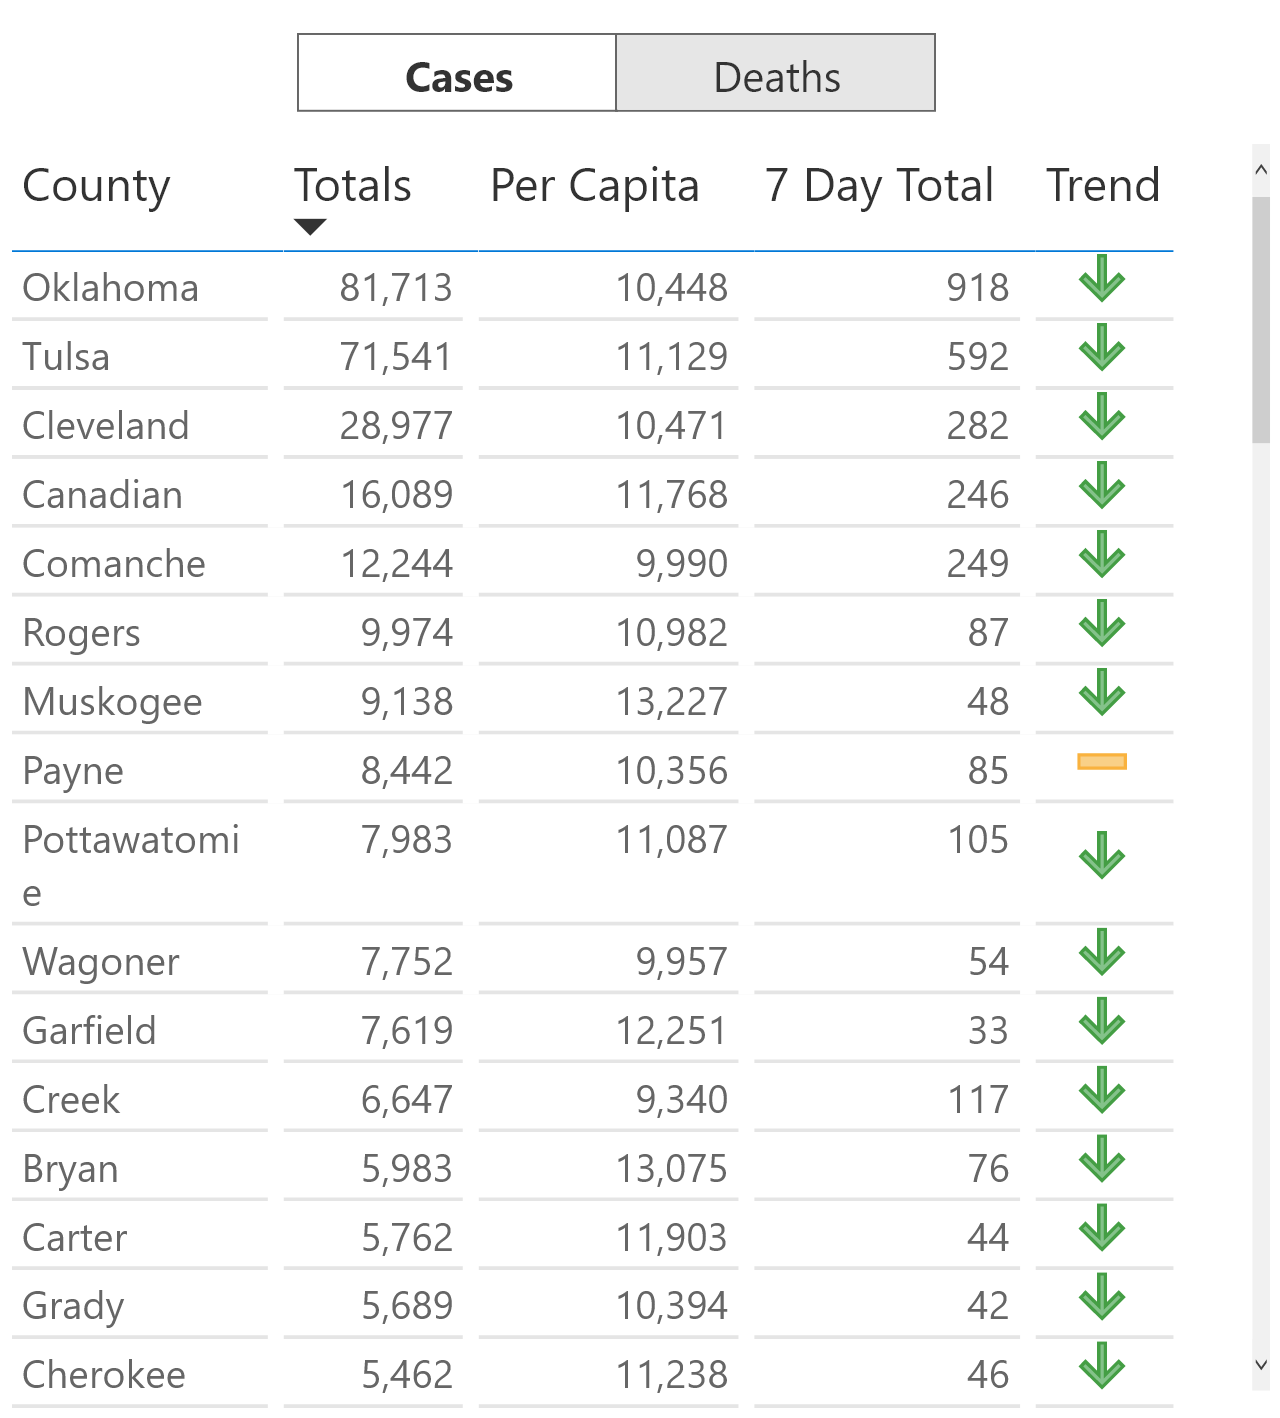 Cases Deaths
County Totals Per Capita 7 Day Total Trend
Oklahoma 81,713 10,448 918
Tulsa 71,541 11,129 592
Cleveland 28,977 10,471 282
Canadian 16,089 11,768 246
Comanche 12,244 9,990 249
Rogers 9,974 10,982 87
Muskogee 9,138 13,227 48
Payne 8,442 10,356 85
Pottawatomi 7,983 11,087 105
e
Wagoner 7,752 9,957 54
Garfield 7,619 12,251 33
Creek 6,647 9,340 117
Bryan 5,983 13,075 76
Carter 5,762 11,903 44
Grady 5,689 10,394 42
Cherokee 5,462 11,238 46